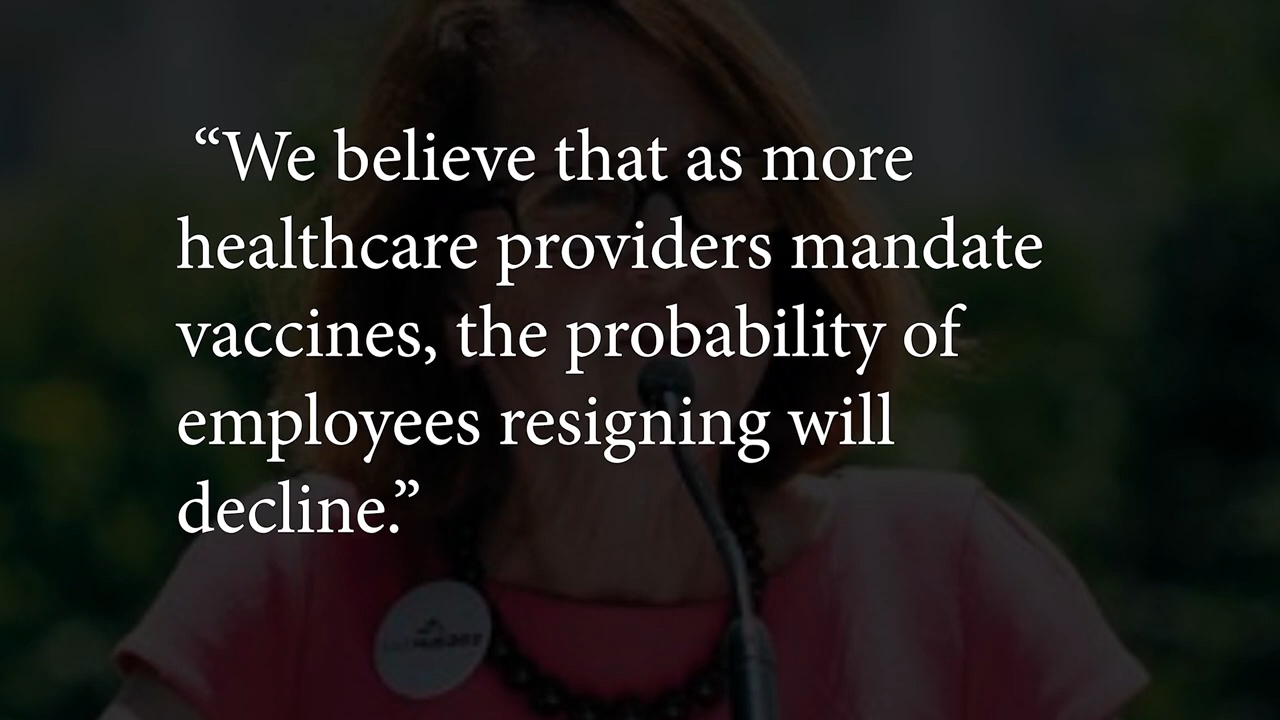 “We believe that as more
healthcare providers mandate
vaccines, the probability of
employees resigning will
decline.”